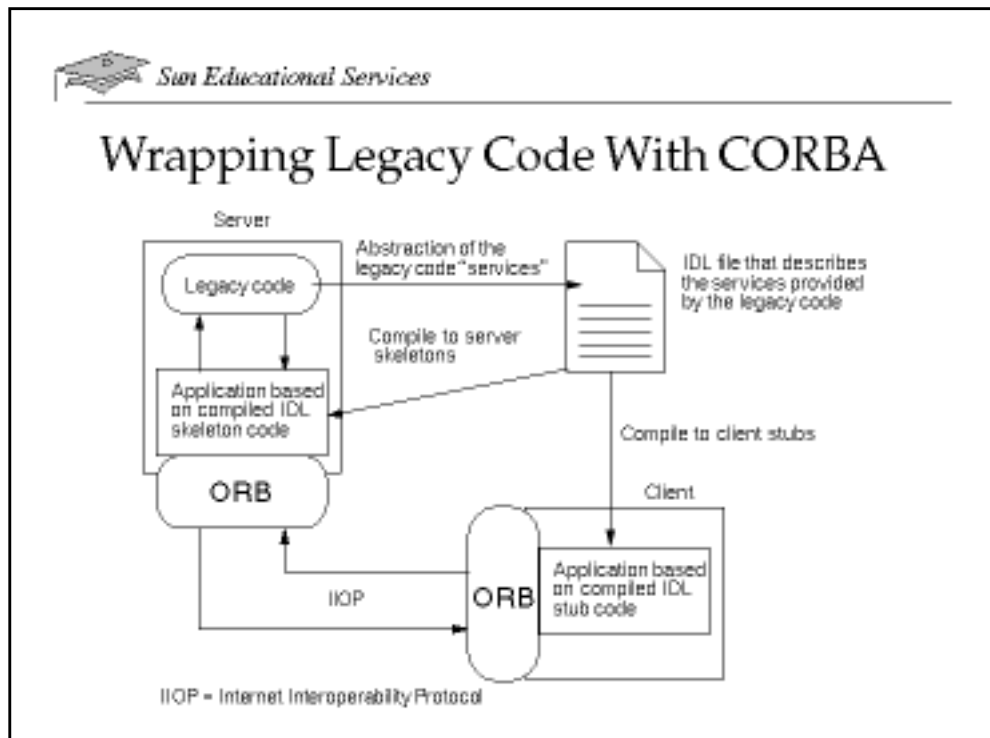 Sun Educational Services
Wrapping Legacy Code With CORBA
Server
Abstraction of the
legacy code "services"
IDL file that describes
the services provided
by the legacy code
Legacy code
Compile to server
skeletons
Application based
on compiled IDL
skeleton code
Compile to client stubs
ORB
Client
IIOP
ORB
Application based
on compiled IDL
stub code
IIOP = Internet Interoperability Protocol